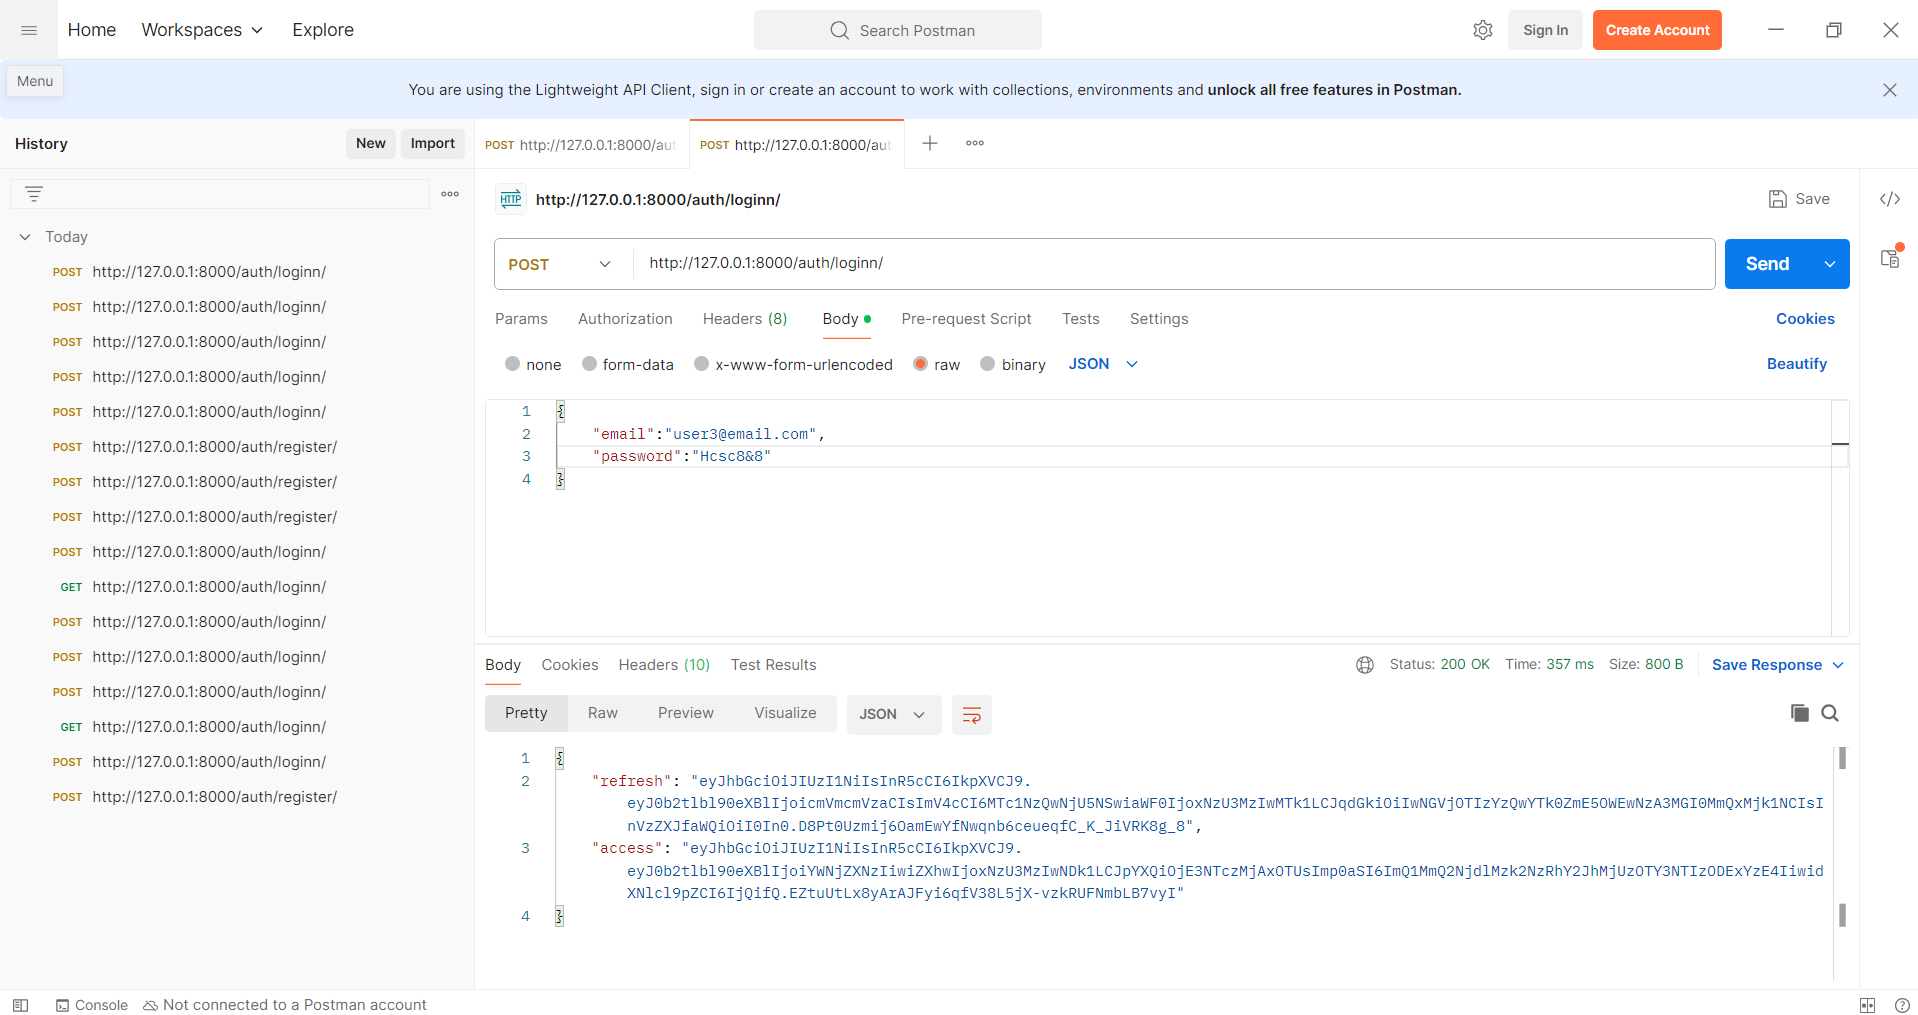 Home Workspaces Explore Search Postman Sign In Create Account
Menu
You are using the Lightweight API Client, sign in or create an account to work with collections, environments and unlock all free features in Postman.
History New Import
POST http://127.0.0.1:8000/aut POST http://127.0.0.1:8000/aut
HTTP http://127.0.0.1:8000/auth/loginn/ Save
Today
POST http://127.0.0.1:8000/auth/loginn/
POST http://127.0.0.1:8000/auth/loginn/
POST http://127.0.0.1:8000/auth/loginn/
POST http://127.0.0.1:8000/auth/loginn/
POST http://127.0.0.1:8000/auth/loginn/
POST http://127.0.0.1:8000/auth/register/
POST http://127.0.0.1:8000/auth/register/
POST http://127.0.0.1:8000/auth/register/
POST http://127.0.0.1:8000/auth/loginn/
GET http://127.0.0.1:8000/auth/loginn/
POST http://127.0.0.1:8000/auth/loginn/
POST http://127.0.0.1:8000/auth/loginn/
POST http://127.0.0.1:8000/auth/loginn/
GET http://127.0.0.1:8000/auth/loginn/
POST http://127.0.0.1:8000/auth/loginn/
POST http://127.0.0.1:8000/auth/register/
POST http://127.0.0.1:8000/auth/loginn/ Send
Params Authorization Headers (8) Body Pre-request Script Tests Settings Cookies
none form-data x-www-form-urlencoded raw binary JSON Beautify
1 {
2 "email":"user3@email.com",
3 "password":"Hcsc8&8"
4 }
Body Cookies Headers (10) Test Results Status: 200 OK Time: 357 ms Size: 800 B Save Response
Pretty Raw Preview Visualize JSON
1 {
2 "refresh": "eyJhbGciOiJIUzI1NiIsInR5cCI6IkpXVCJ9.
eyJ0b2tlbl90eXBlIjoicmVmcmVzaCIsImV4cCI6MTc1NzQwNjU5NSwiaWF0IjoxNzU3MzIwMTk1LCJqdGkiOiIwNGVjOTIzYzQwYTk0ZmE5OWEwNzA3MGI0MmQxMjk1NCIsI
nVzZXJfaWQiOiI0In0.D8Pt0Uzmij6OamEwYfNwqnb6ceueqfC_K_JiVRK8g_8",
3 "access": "eyJhbGciOiJIUzI1NiIsInR5cCI6IkpXVCJ9.
eyJ0b2tlbl90eXBlIjoiYWNjZXNzIiwiZXhwIjoxNzU3MzIwNDk1LCJpYXQiOjE3NTczMjAxOTUsImp0aSI6ImQ1MmQ2NjdlMzk2NzRhY2JhMjUzOTY3NTIzODExYzE4Iiwid
XNlcl9pZCI6IjQifQ.EZtuUtLx8yArAJFyi6qfV38L5jX-vzkRUFNmbLB7vyI"
4 }
Console Not connected to a Postman account